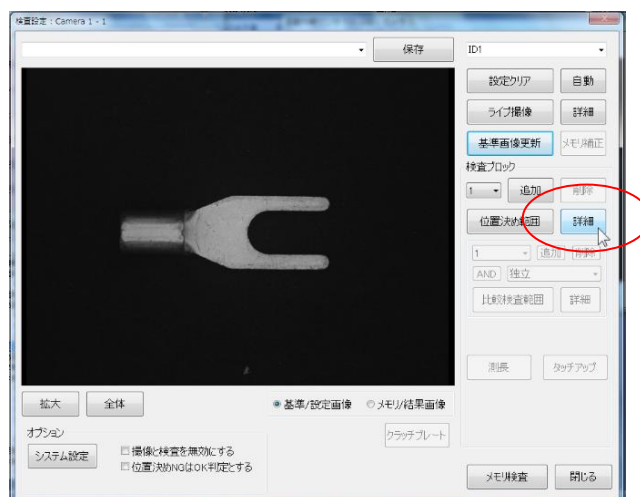 検査設定 : Camera 1 - 1
保存 ID1
設定クリア 自動
ライブ撮像 詳細
基準画像更新 メモリ補正
検査ブロック
1 追加 削除
位置決め範囲 詳細
1 追加 削除
AND 独立
比較検査範囲 詳細
測長 タッチアップ
拡大 全体 基準/設定画像 メモリ/結果画像
クラッチプレート
オプション
システム設定 撮像と検査を無効にする
位置決めNGはOK判定とする
メモリ検査 閉じる